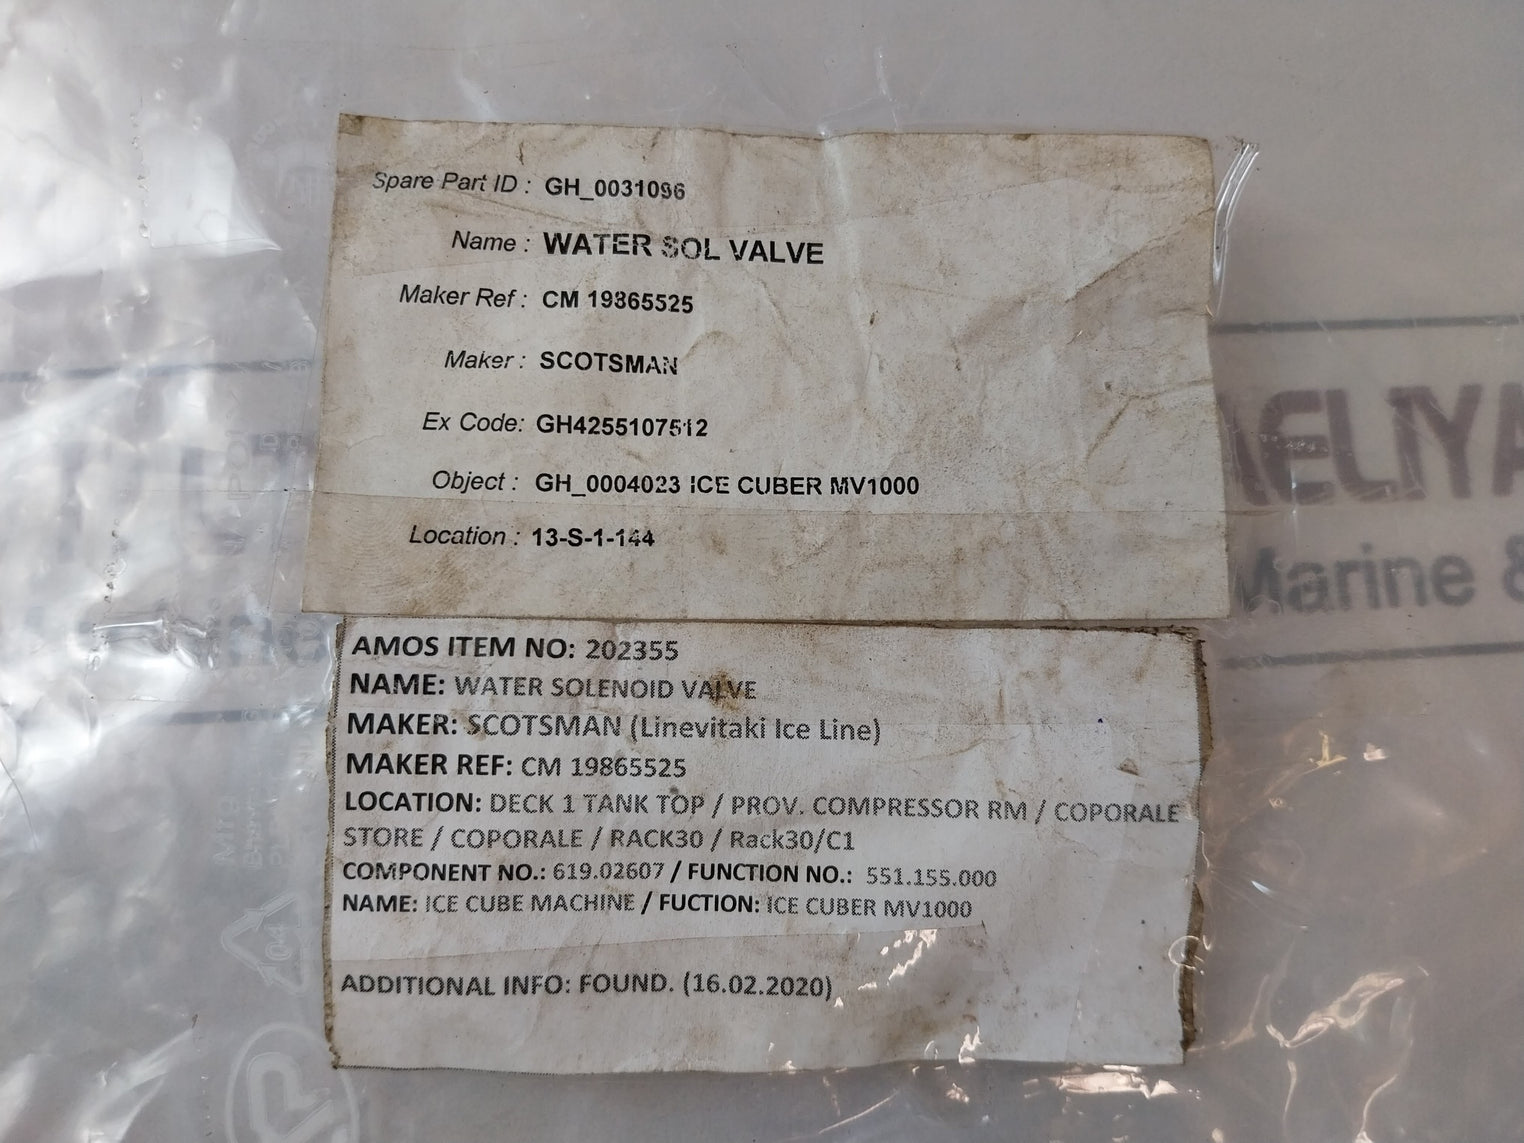 Spare Part ID : GH_0031096
Name : WATER SOL VALVE
Maker Ref : CM 19865525
Maker : SCOTSMAN
Ex Code: GH4255107512
Object : GH_0004023 ICE CUBER MV1000
Location : 13-S-1-144
AMOS ITEM NO: 202355
NAME: WATER SOLENOID VALVE
MAKER: SCOTSMAN (Linevitaki Ice Line)
MAKER REF: CM 19865525
LOCATION: DECK 1 TANK TOP / PROV. COMPRESSOR RM / COPORALE
STORE / COPORALE / RACK30 / Rack30/C1
COMPONENT NO.: 619.02607 / FUNCTION NO.: 551.155.000
NAME: ICE CUBE MACHINE / FUCTION: ICE CUBER MV1000
ADDITIONAL INFO: FOUND. (16.02.2020)
AELIYA
Marine &
04